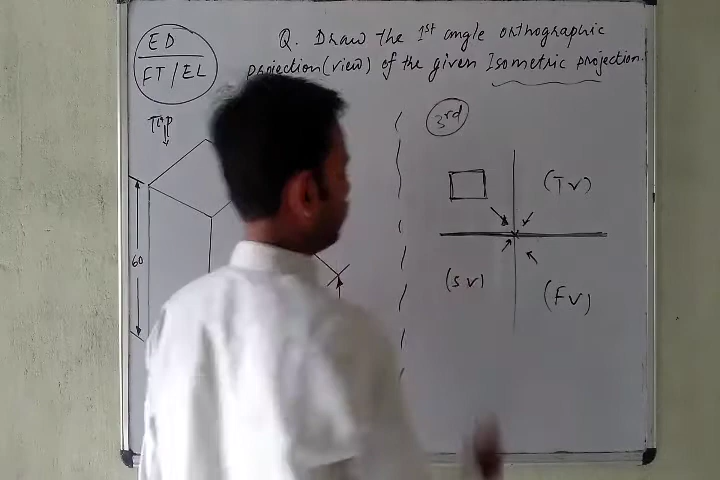 ED
FT/EL
Q. Draw the 1st angle orthographic
projection(view) of the given Isometric projection.
TOP
3rd
(TV)
60
(SV)
(FV)